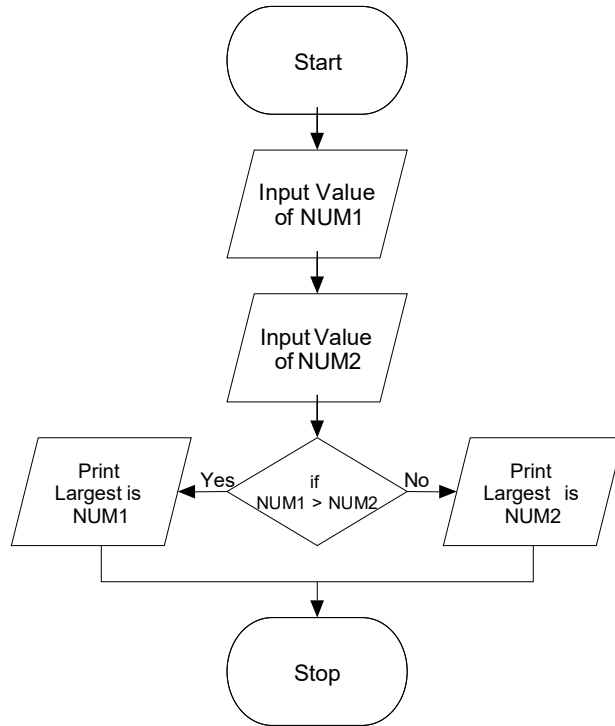 Start
Input Value
of NUM1
Input Value
of NUM2
if
NUM1 > NUM2
Yes
No
Print
Largest is
NUM1
Print
Largest is
NUM2
Stop